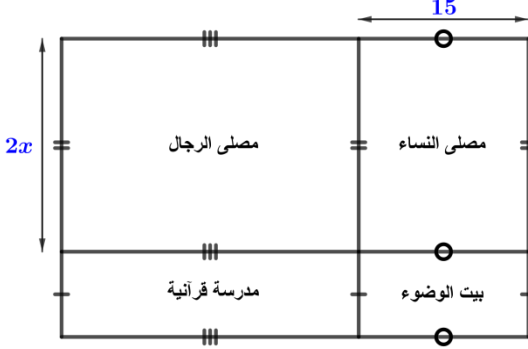 15
2x
مصلى الرجال
مصلى النساء
مدرسة قرآنية
بيت الوضوء